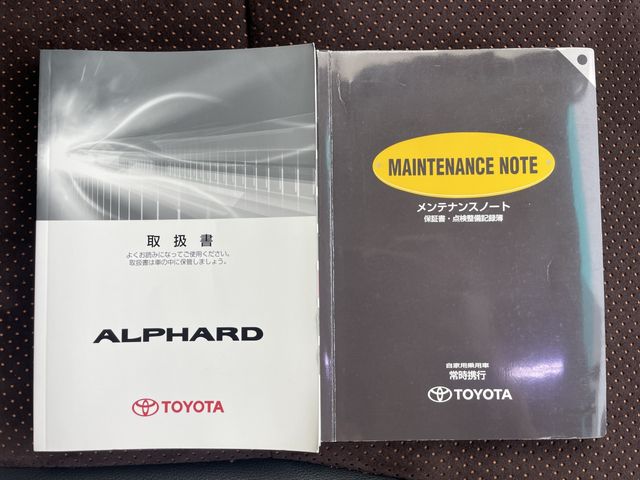 取扱書
よくお読みになってご使用ください。
取扱書は車の中に保管しましょう。
ALPHARD
TOYOTA
MAINTENANCE NOTE
メンテナンスノート
保証書・点検整備記録簿
自家用乗用車
常時携行
TOYOTA